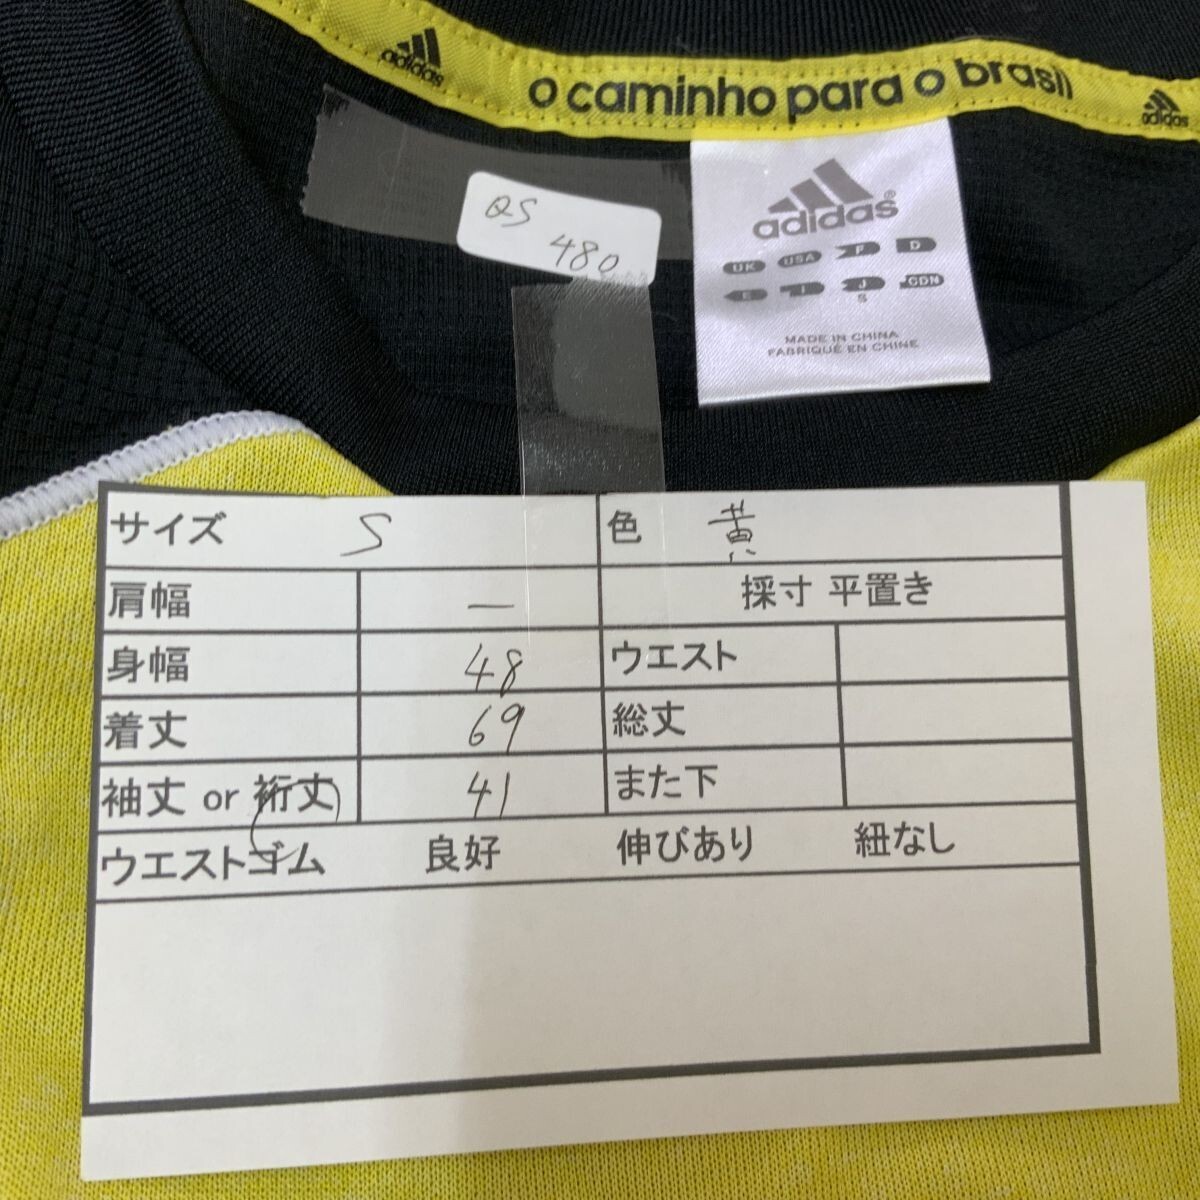 adidas
o caminho para o brasil
adidas
QS
480
adidas®
UK USA F D
E I J CDN
S
MADE IN CHINA
FABRIQUÉ EN CHINE
サイズ S 色 黄
肩幅 — 採寸 平置き
身幅 48 ウエスト
着丈 69 総丈
袖丈 or 裄丈 41 また下
ウエストゴム 良好 伸びあり 紐なし